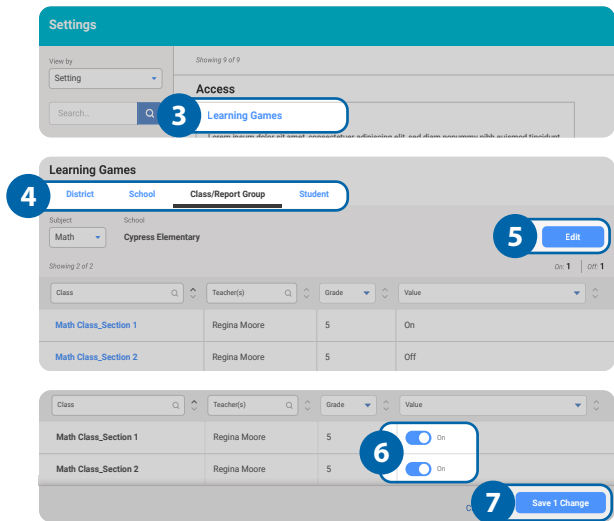 Settings
View by
Showing 9 of 9
Setting
Access
Search...
3
Learning Games
Lorem ipsum dolor sit amet, consectetuer adipiscing elit, sed diam nonummy nibh euismod tincidunt
Learning Games
4
District School Class/Report Group Student
Subject School
Math Cypress Elementary
5
Edit
Showing 2 of 2
On: 1 Off: 1
Class Teacher(s) Grade Value
Math Class_Section 1 Regina Moore 5 On
Math Class_Section 2 Regina Moore 5 Off
Class Teacher(s) Grade Value
Math Class_Section 1 Regina Moore 5 On
6
Math Class_Section 2 Regina Moore 5 On
7
Save 1 Change